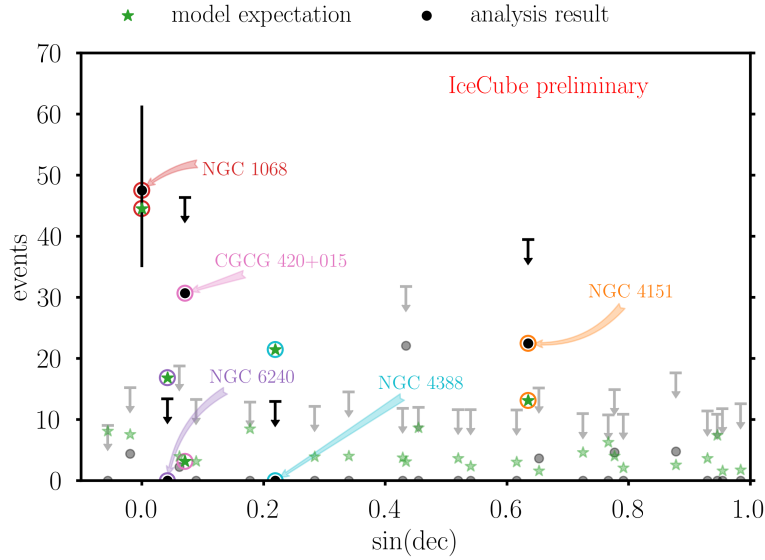 model expectation
analysis result
70
IceCube preliminary
60
50
NGC 1068
40
CGCG 420+015
30
NGC 4151
20
NGC 6240
NGC 4388
10
0
0.0
0.2
0.4
0.6
0.8
1.0
events
sin(dec)